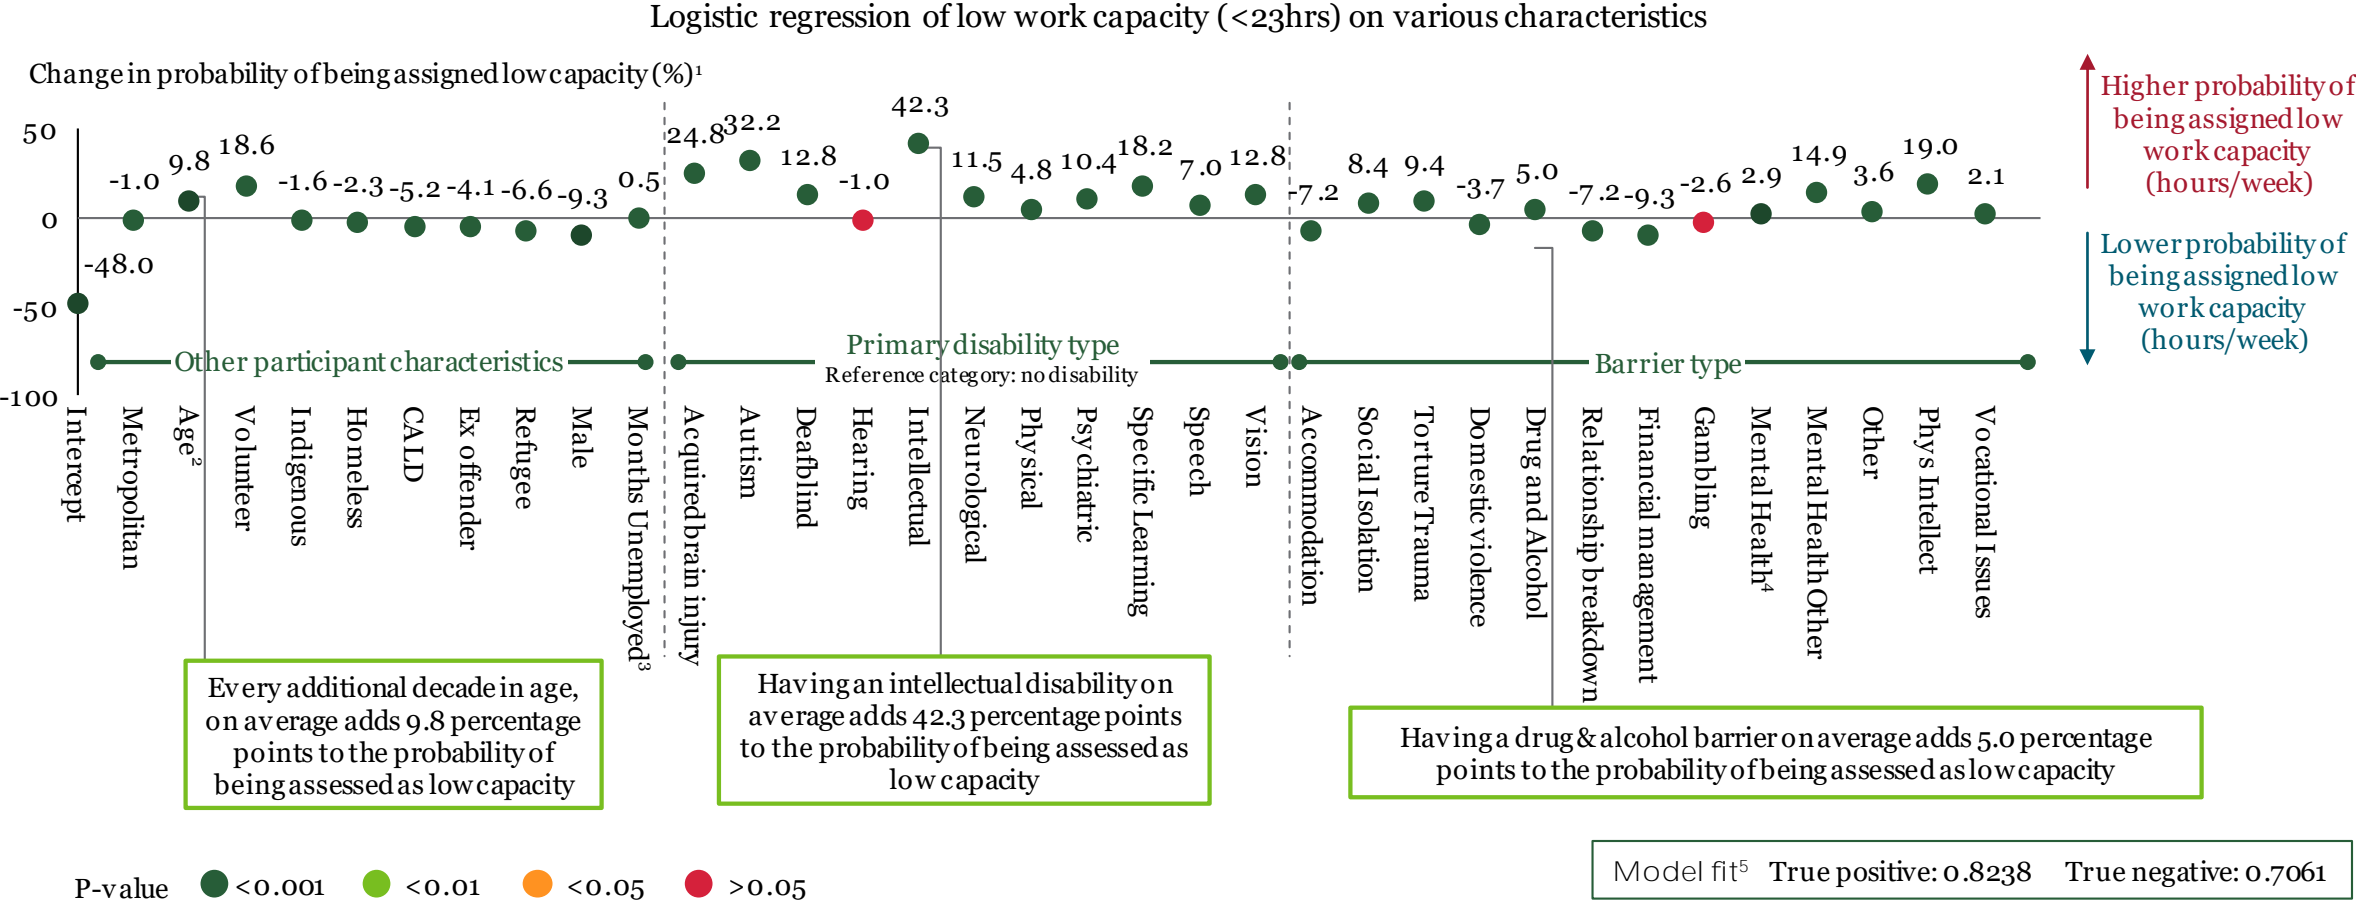 Logistic regression of low work capacity (<23hrs) on various characteristics
Change in probability of being assigned low capacity (%)¹
50
0
-50
-100
-48.0
-1.0
9.8
18.6
-1.6
-2.3
-5.2
-4.1
-6.6
-9.3
0.5
24.8
32.2
12.8
-1.0
42.3
11.5
4.8
10.4
18.2
7.0
12.8
-7.2
8.4
9.4
-3.7
5.0
-7.2
-9.3
-2.6
2.9
14.9
3.6
19.0
2.1
Higher probability of
being assigned low
work capacity
(hours/week)
Lower probability of
being assigned low
work capacity
(hours/week)
Other participant characteristics
Primary disability type
Reference category: no disability
Barrier type
Intercept
Metropolitan
Age²
Volunteer
Indigenous
Homeless
CALD
Ex offender
Refugee
Male
Months Unemployed³
Acquired brain injury
Autism
Deafblind
Hearing
Intellectual
Neurological
Physical
Psychiatric
Specific Learning
Speech
Vision
Accommodation
Social Isolation
Torture Trauma
Domestic violence
Drug and Alcohol
Relationship breakdown
Financial management
Gambling
Mental Health⁴
Mental Health Other
Other
Phys Intellect
Vocational Issues
Every additional decade in age,
on average adds 9.8 percentage
points to the probability of
being assessed as low capacity
Having an intellectual disability on
average adds 42.3 percentage points
to the probability of being assessed as
low capacity
Having a drug & alcohol barrier on average adds 5.0 percentage
points to the probability of being assessed as low capacity
P-value <0.001 <0.01 <0.05 >0.05
Model fit⁵ True positive: 0.8238 True negative: 0.7061